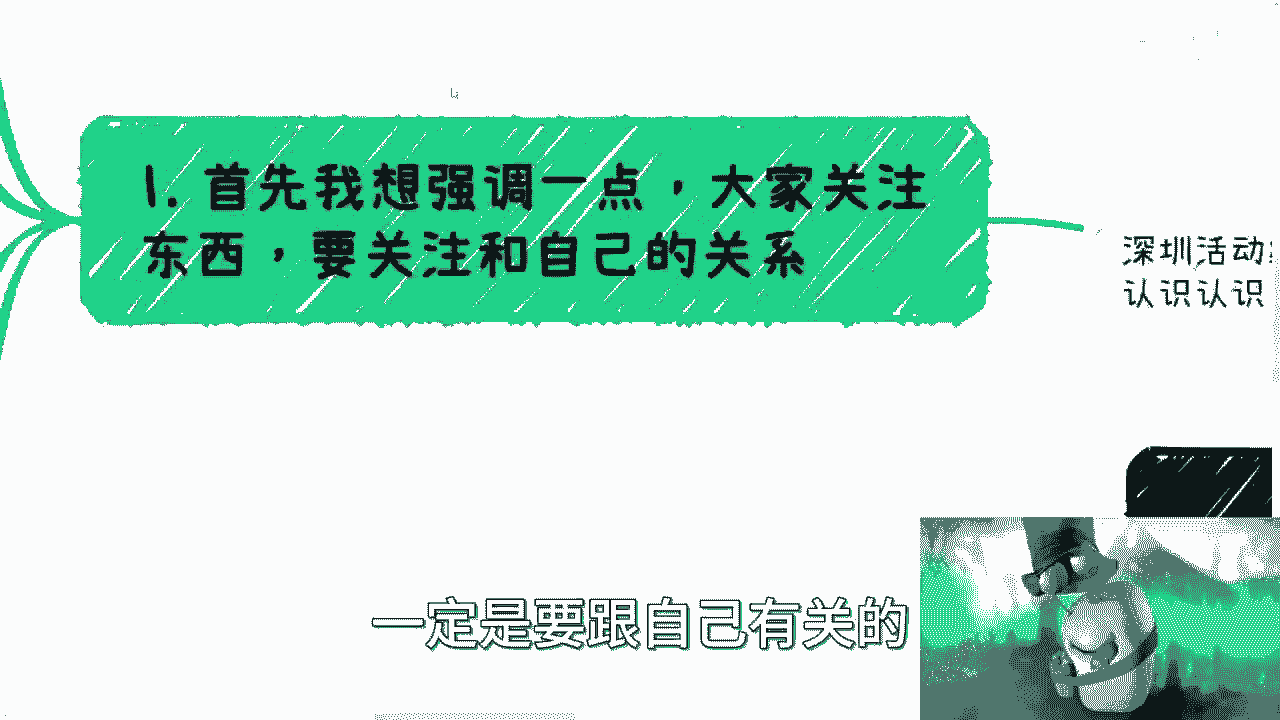 1. 首先我想强调一点，大家关注
东西，要关注和自己的关系
深圳活动
认识认识
一定是要跟自己有关的